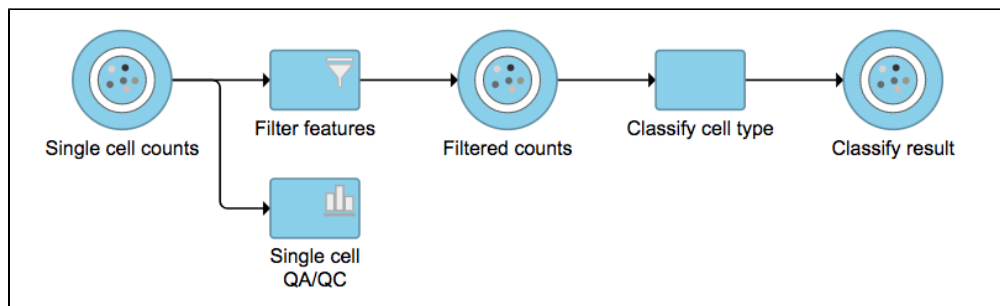 Single cell counts
Filter features
Filtered counts
Classify cell type
Classify result
Single cell
QA/QC